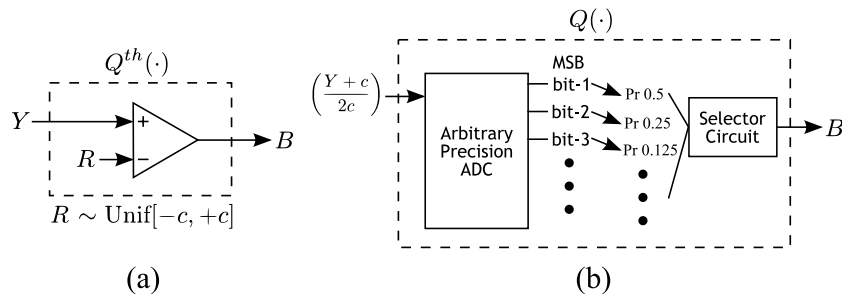 Q^{th}(·)
Y
+
R
−
B
R ∼ Unif[−c, +c]
(a)
Q(·)
(Y + c / 2c)
Arbitrary
Precision
ADC
MSB
bit-1
Pr 0.5
bit-2
Pr 0.25
bit-3
Pr 0.125
Selector
Circuit
B
(b)